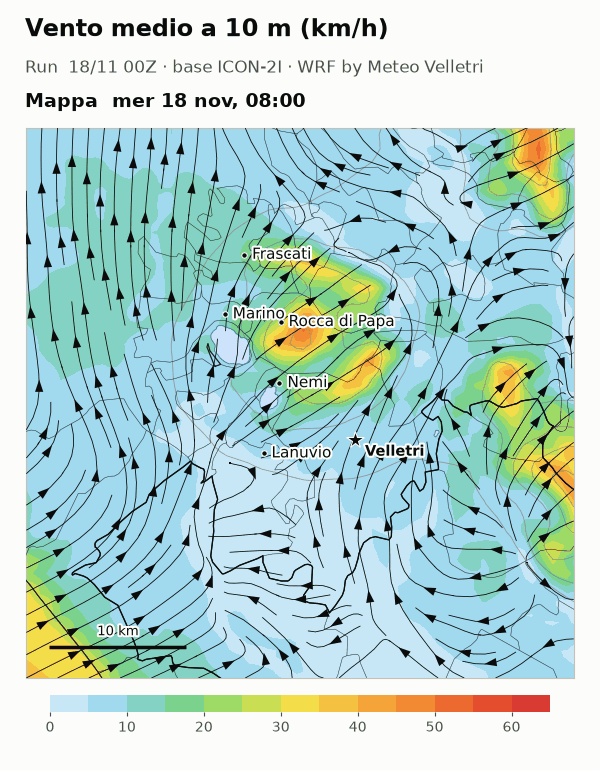 Vento medio a 10 m (km/h)
Run  18/11 00Z · base ICON-2I · WRF by Meteo Velletri
Mappa  mer 18 nov, 08:00
Frascati
Marino
Rocca di Papa
Nemi
Velletri
Lanuvio
10 km
0 10 20 30 40 50 60